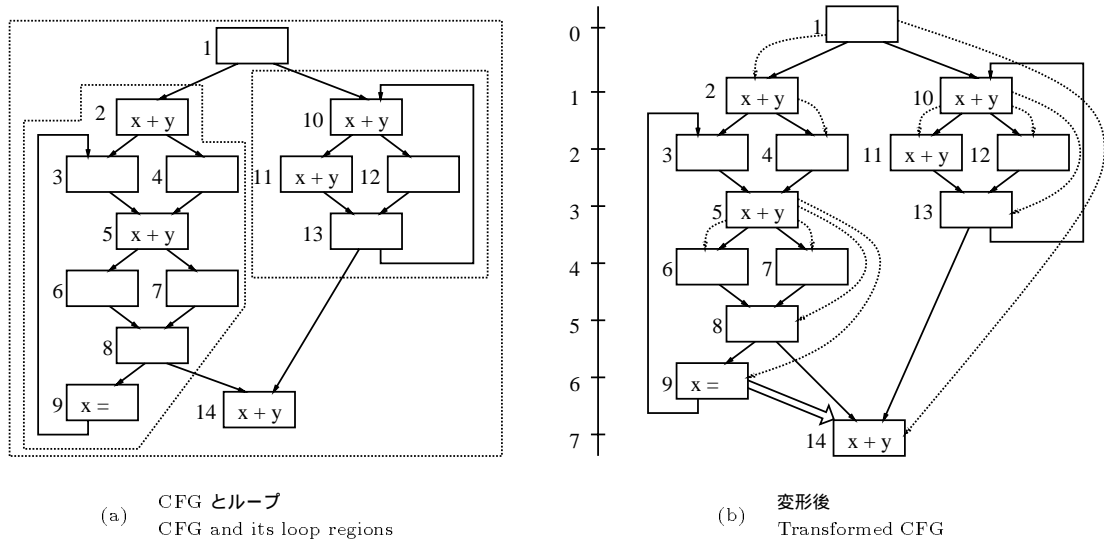 1
2
x + y
3
4
5
x + y
6
7
8
9
x =
10
x + y
11
x + y
12
13
14
x + y
0
1
2
3
4
5
6
7
1
2
x + y
3
4
5
x + y
6
7
8
9
x =
10
x + y
11
x + y
12
13
14
x + y
(a)
CFG とループ
CFG and its loop regions
(b)
変形後
Transformed CFG